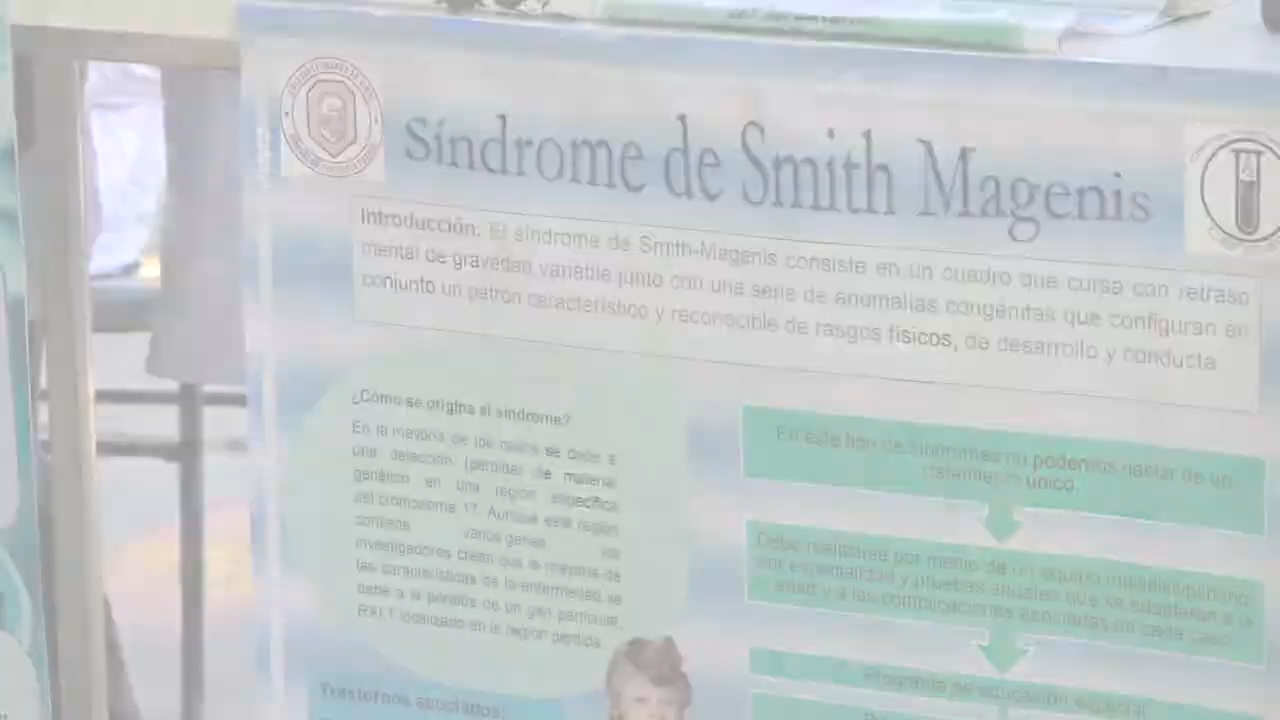 Síndrome de Smith Magenis
Introducción: El síndrome de Smith-Magenis consiste en un cuadro que cursa con retraso
mental de gravedad variable junto con una serie de anomalías congénitas que configuran en
conjunto un patrón característico y reconocible de rasgos físicos, de desarrollo y conducta
¿Cómo se origina el síndrome?
En la mayoría de los casos se debe a
una delección (pérdida) de material
genético en una región específica
del cromosoma 17. Aunque esta región
contiene varios genes, los
investigadores creen que la mayoría de
las características de la enfermedad se
debe a la pérdida de un gen particular,
RAI 1 localizado en la región perdida.
Trastornos asociados:
En este tipo de síndromes no podemos hablar de un
tratamiento único.
Debe realizarse por medio de un equipo multidisciplinario
por especialidad y pruebas anuales que se adaptarán a la
edad y a las complicaciones asociadas en cada caso
Programa de educación especial